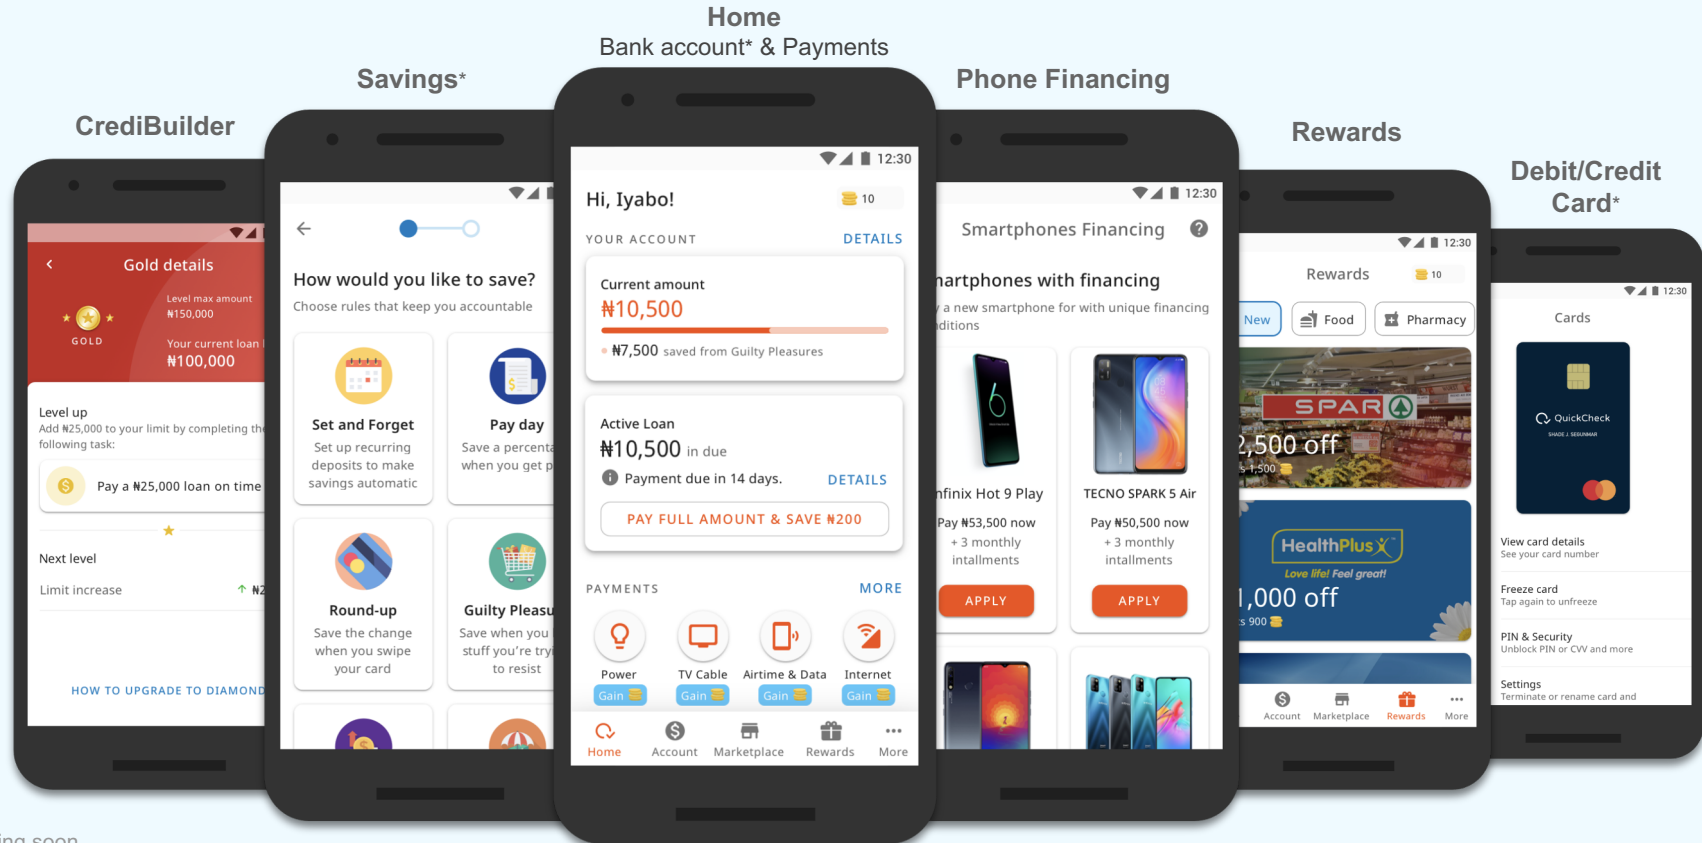 Home
Bank account* & Payments
Savings*
Phone Financing
CrediBuilder
Rewards
Debit/Credit
Card*
Gold details
Level max amount
₦150,000
GOLD
Your current loan
₦100,000
Level up
Add ₦25,000 to your limit by completing the
following task:
Pay a ₦25,000 loan on time
Next level
Limit increase
HOW TO UPGRADE TO DIAMOND
How would you like to save?
Choose rules that keep you accountable
Set and Forget
Set up recurring
deposits to make
savings automatic
Pay day
Save a
when you get
Round-up
Save the change
when you swipe
your card
Guilty
Save when you
stuff you're
to resist
12:30
Hi, Iyabo!
10
YOUR ACCOUNT
DETAILS
Current amount
₦10,500
₦7,500 saved from Guilty Pleasures
Active Loan
₦10,500 in due
Payment due in 14 days.
DETAILS
PAY FULL AMOUNT & SAVE ₦200
PAYMENTS
MORE
Power
TV Cable
Airtime & Data
Internet
Gain
Gain
Gain
Gain
Home
Account
Marketplace
Rewards
More
12:30
Smartphones Financing
with financing
a new smartphone for with unique financing
Hot 9 Play
Pay ₦53,500 now
+ 3 monthly
intallments
APPLY
TECNO SPARK 5 Air
Pay ₦50,500 now
+ 3 monthly
intallments
APPLY
12:30
Rewards
10
New
Food
Pharmacy
SPAR
2,500 off
1,500
HealthPlus
Love life! Feel great!
1,000 off
900
Account
Marketplace
Rewards
More
12:30
Cards
QuickCheck
SHADE J. SEGUNMAR
View card details
See your card number
Freeze card
Tap again to unfreeze
PIN & Security
Unblock PIN or CVV and more
Settings
Terminate or rename card and
soon